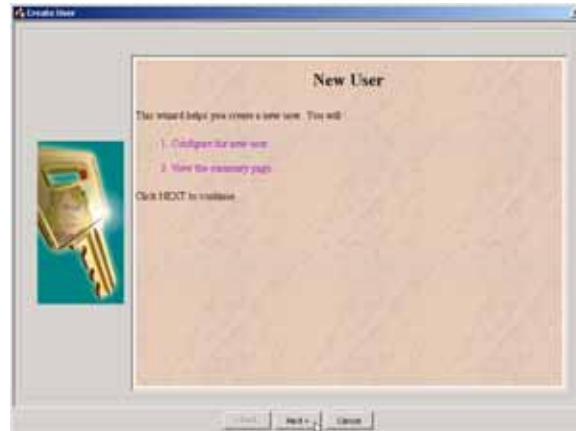 Create User
New User
This wizard helps you create a new user. You will
1. Configure the new user
2. View the summary page
Click NEXT to continue
< Back Next > Cancel